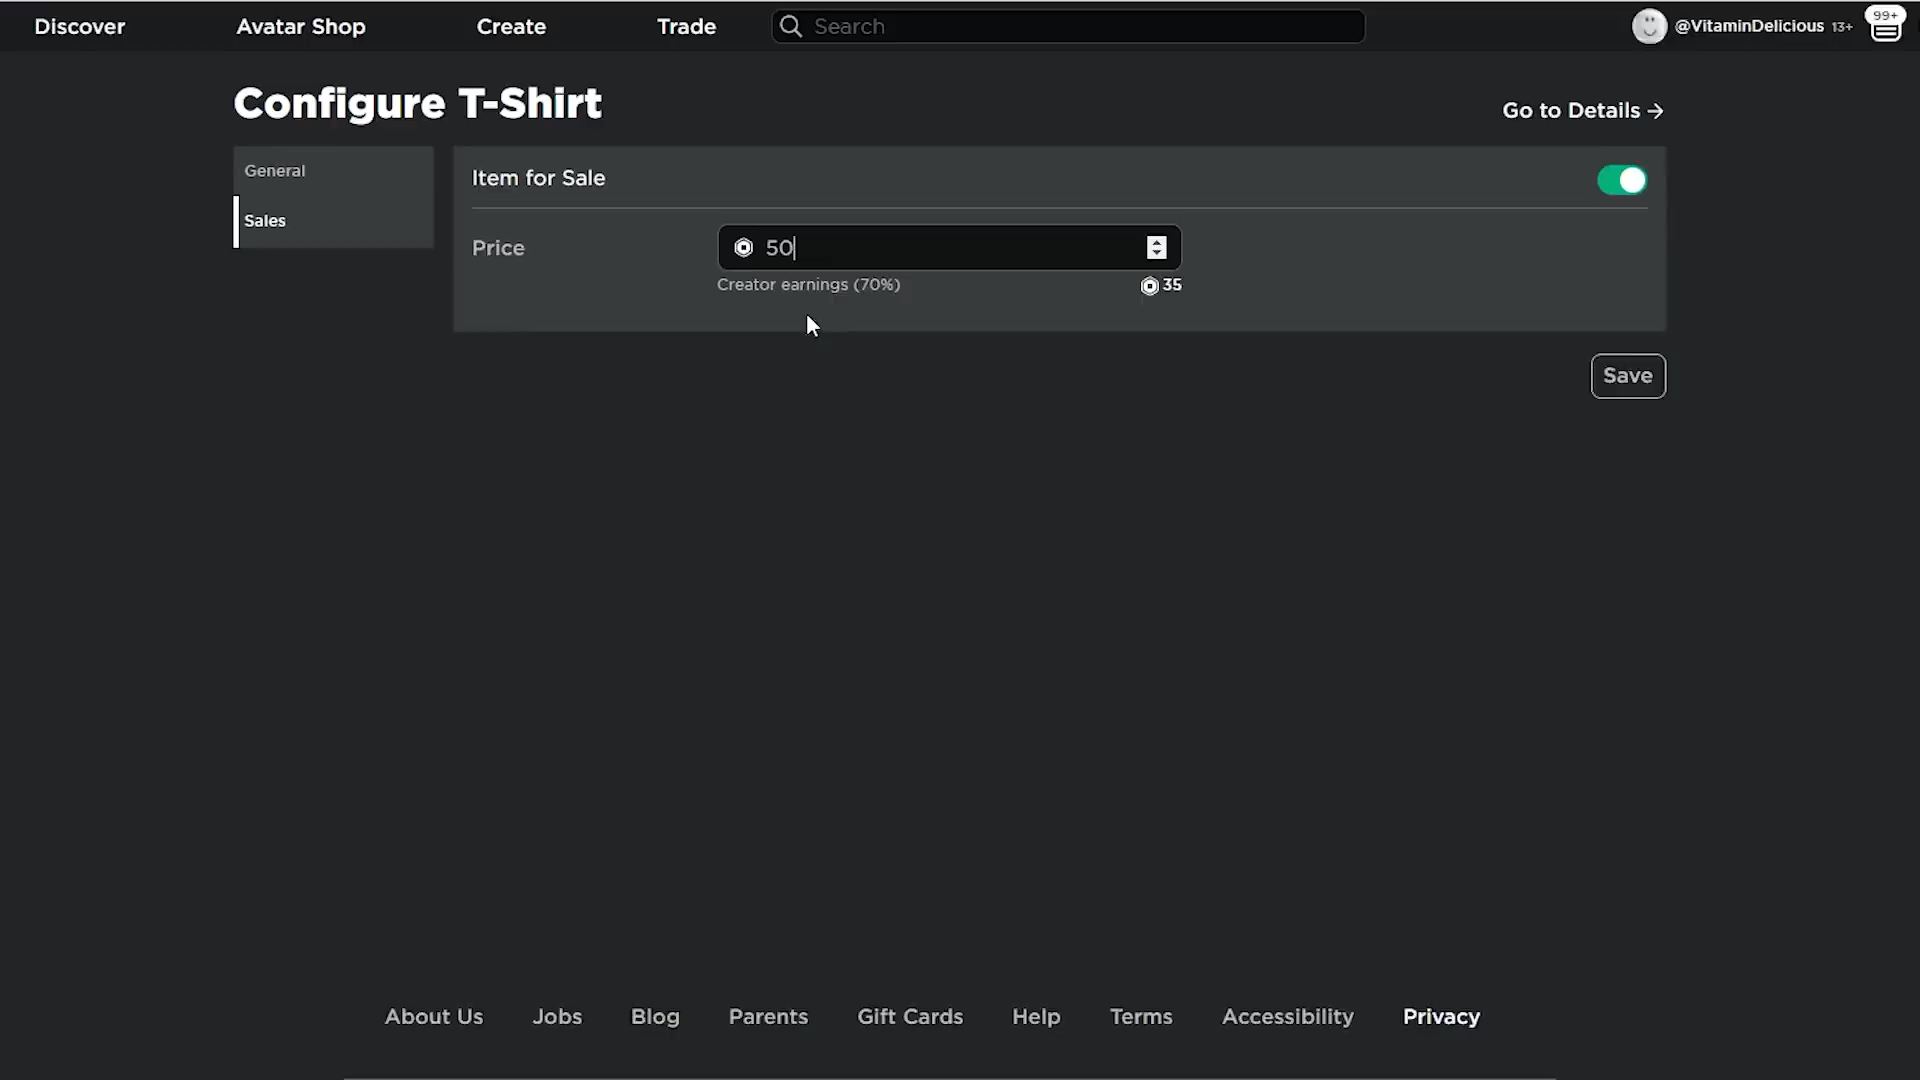 Discover Avatar Shop Create Trade Search @VitaminDelicious 13+ 99+
Configure T-Shirt
Go to Details →
General
Sales
Item for Sale
Price
50
Creator earnings (70%) 35
Save
About Us Jobs Blog Parents Gift Cards Help Terms Accessibility Privacy